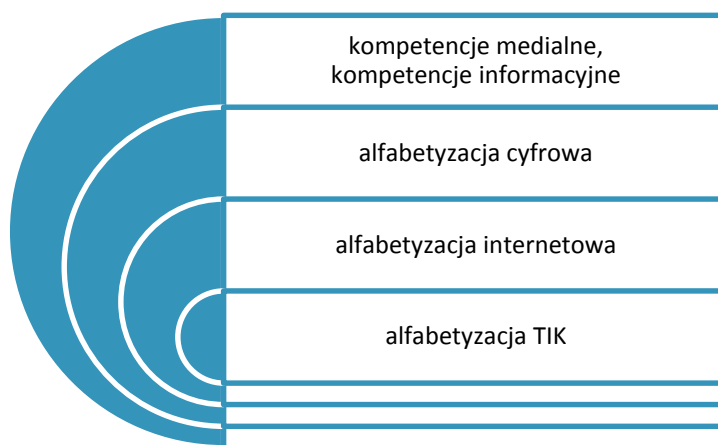 kompetencje medialne,
kompetencje informacyjne
alfabetyzacja cyfrowa
alfabetyzacja internetowa
alfabetyzacja TIK